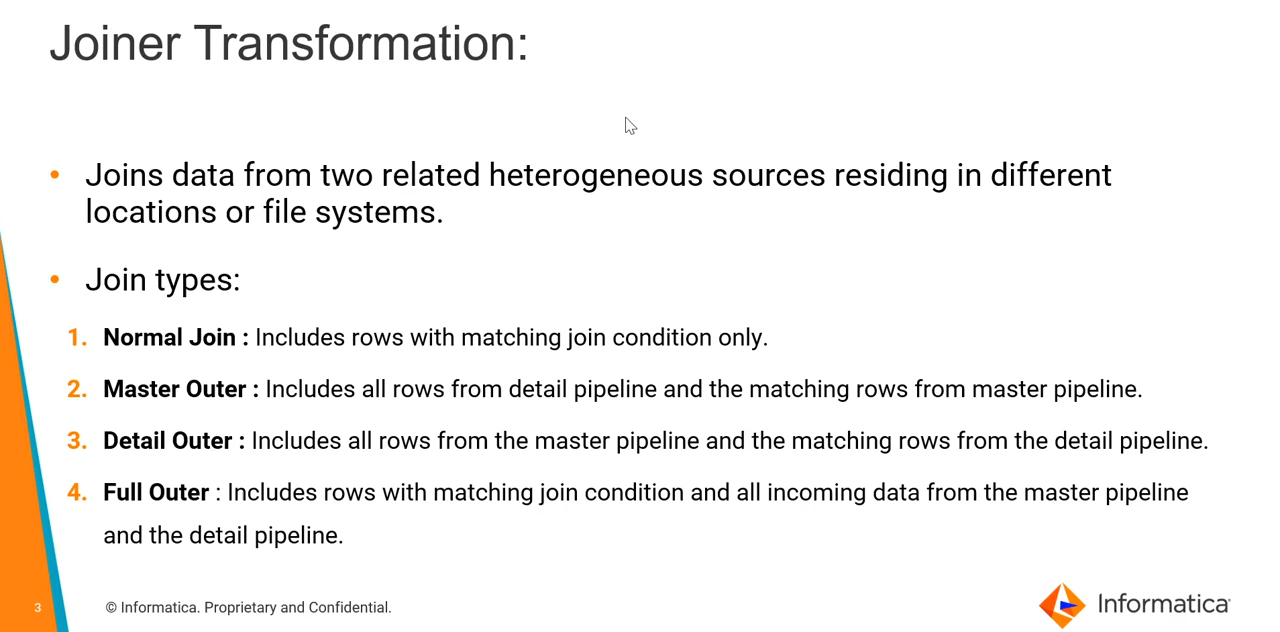 Joiner Transformation:
• Joins data from two related heterogeneous sources residing in different
locations or file systems.
• Join types:
1. Normal Join : Includes rows with matching join condition only.
2. Master Outer : Includes all rows from detail pipeline and the matching rows from master pipeline.
3. Detail Outer : Includes all rows from the master pipeline and the matching rows from the detail pipeline.
4. Full Outer : Includes rows with matching join condition and all incoming data from the master pipeline
and the detail pipeline.
3 © Informatica. Proprietary and Confidential.
Informatica